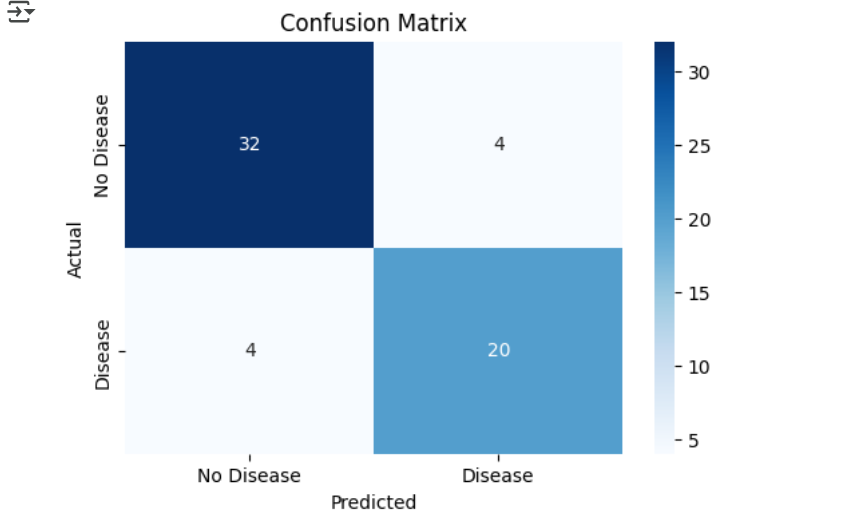 Confusion Matrix
No Disease
32
4
30
25
20
15
10
5
Actual
Disease
4
20
No Disease
Disease
Predicted